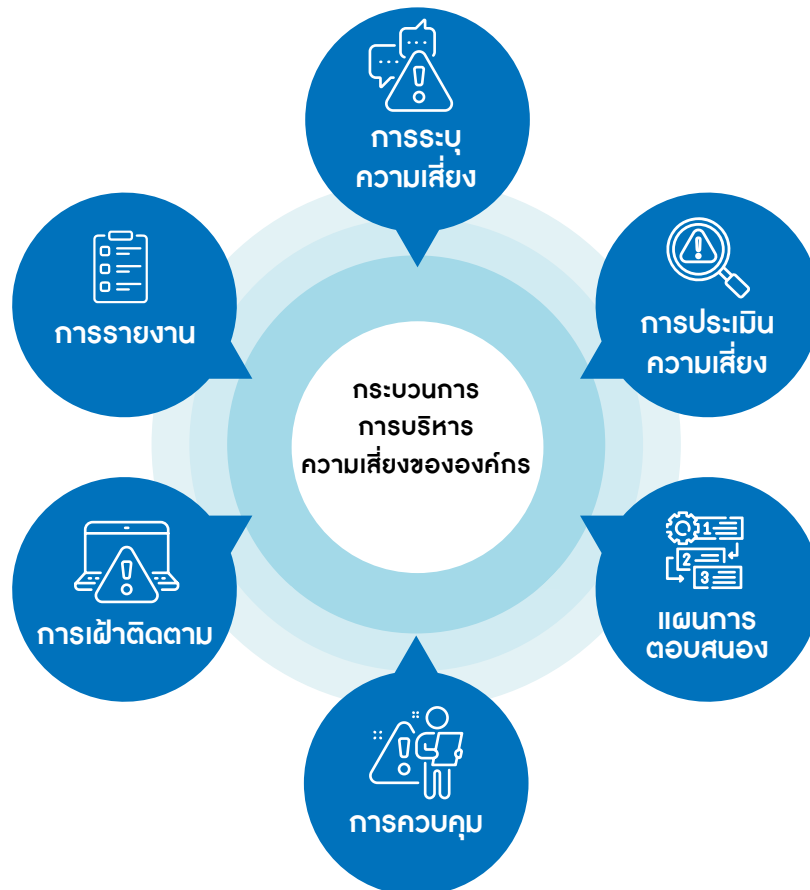 การระบุ
ความเสี่ยง
การประเมิน
ความเสี่ยง
แผนการ
ตอบสนอง
1
2
3
การควบคุม
การเฝ้าติดตาม
การรายงาน
กระบวนการ
การบริหาร
ความเสี่ยงขององค์กร